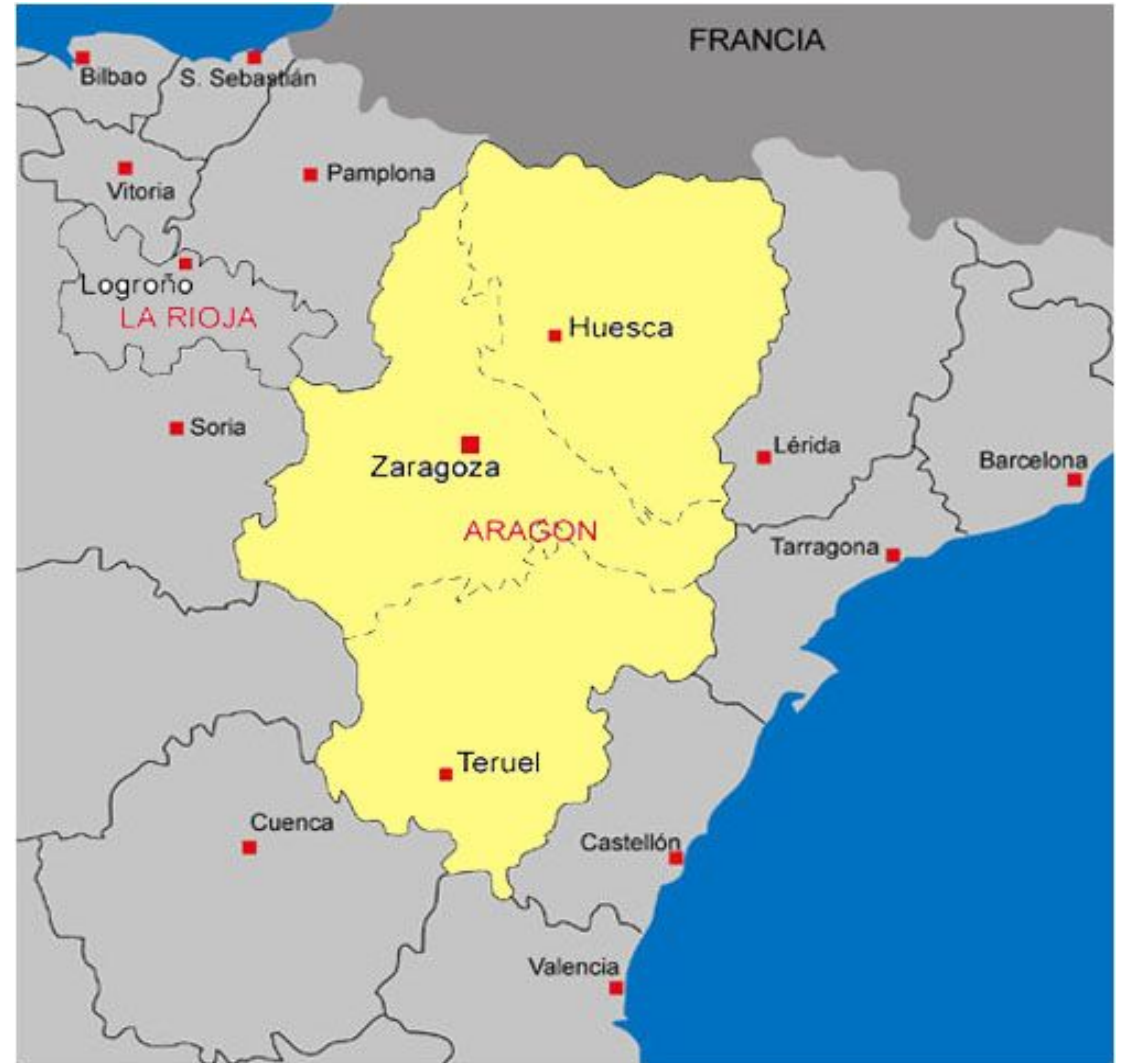 FRANCIA
Bilbao
S. Sebastián
Pamplona
Vitoria
Logroño
LA RIOJA
Huesca
Soria
Zaragoza
Lérida
Barcelona
ARAGON
Tarragona
Teruel
Cuenca
Castellón
Valencia